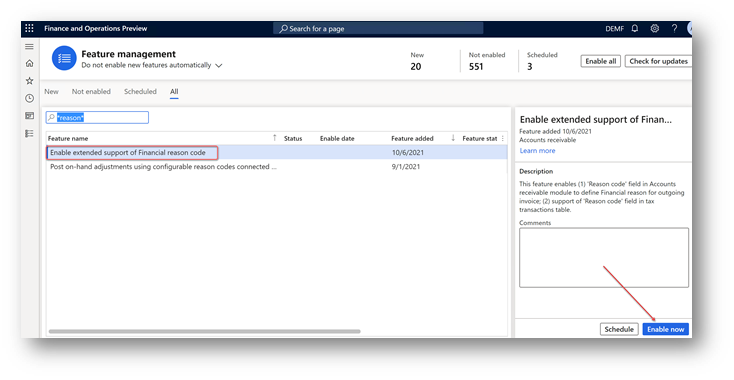 Finance and Operations Preview
Search for a page
DEMF
?
Feature management
Do not enable new features automatically
New
20
Not enabled
551
Scheduled
3
Enable all
Check for updates
New Not enabled Scheduled All
*reason*
Feature name Status Enable date Feature added Feature stat
Enable extended support of Financial reason code 10/6/2021
Post on-hand adjustments using configurable reason codes connected ... 9/1/2021
Enable extended support of Finan...
Feature added 10/6/2021
Accounts receivable
Learn more
Description
This feature enables (1) 'Reason code' field in Accounts
receivable module to define Financial reason for outgoing
invoice; (2) support of 'Reason code' field in tax
transactions table.
Comments
Schedule
Enable now